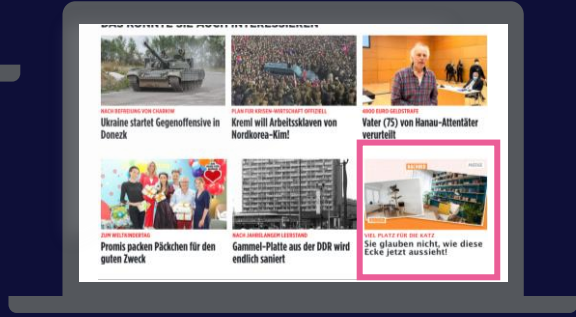 DAS KÖNNTE SIE AUCH INTERESSIEREN
NACH BEFREIUNG VON CHARKIW
Ukraine startet Gegenoffensive in
Donezk
PLAN FÜR KRISEN-WIRTSCHAFT OFFIZIELL
Kreml will Arbeitssklaven von
Nordkorea-Kim!
4000 EURO GELDSTRAFE
Vater (75) von Hanau-Attentäter
verurteilt
ZUM WELTKINDERTAG
Promis packen Päckchen für den
guten Zweck
NACH JAHRELANGEM LEERSTAND
Gammel-Platte aus der DDR wird
endlich saniert
ANZEIGE
VIEL PLATZ FÜR DIE KATZ
Sie glauben nicht, wie diese
Ecke jetzt aussieht!